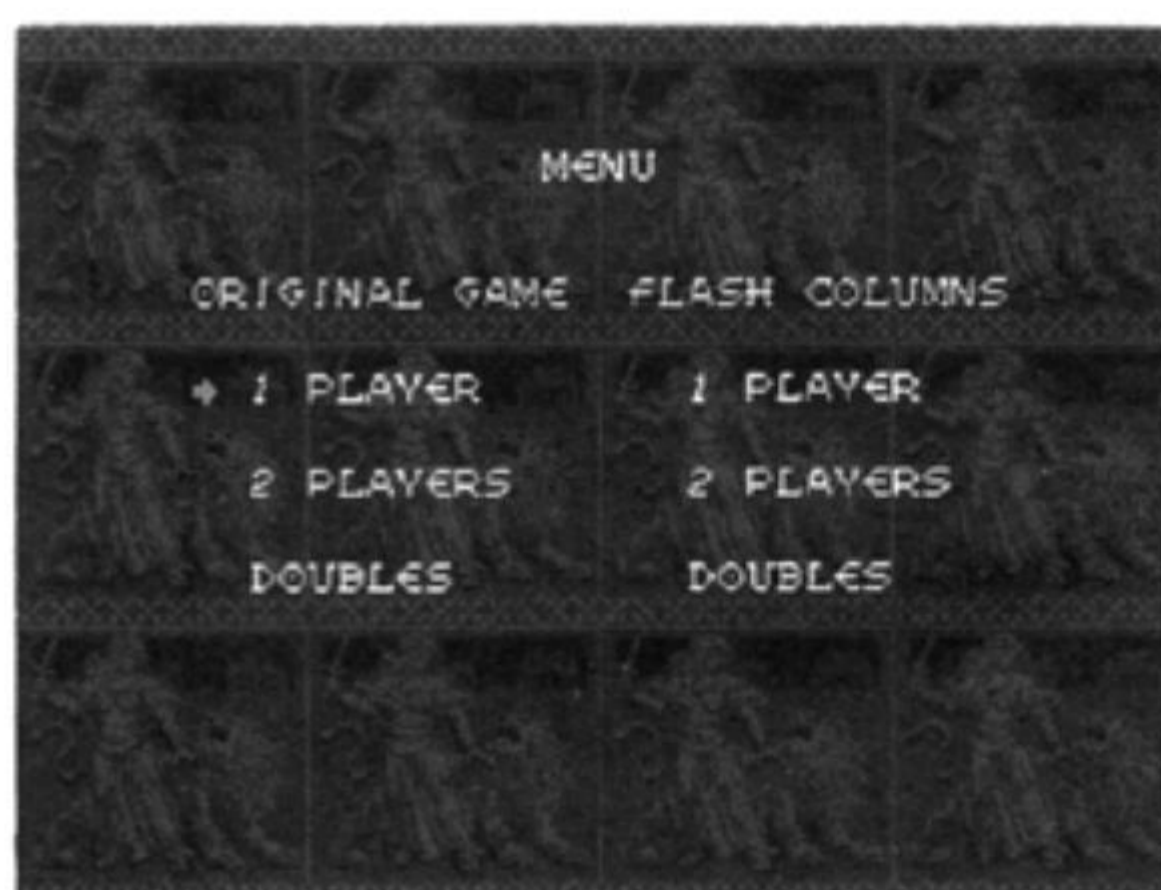 MENU
ORIGINAL GAME FLASH COLUMNS
1 PLAYER 1 PLAYER
2 PLAYERS 2 PLAYERS
DOUBLES DOUBLES